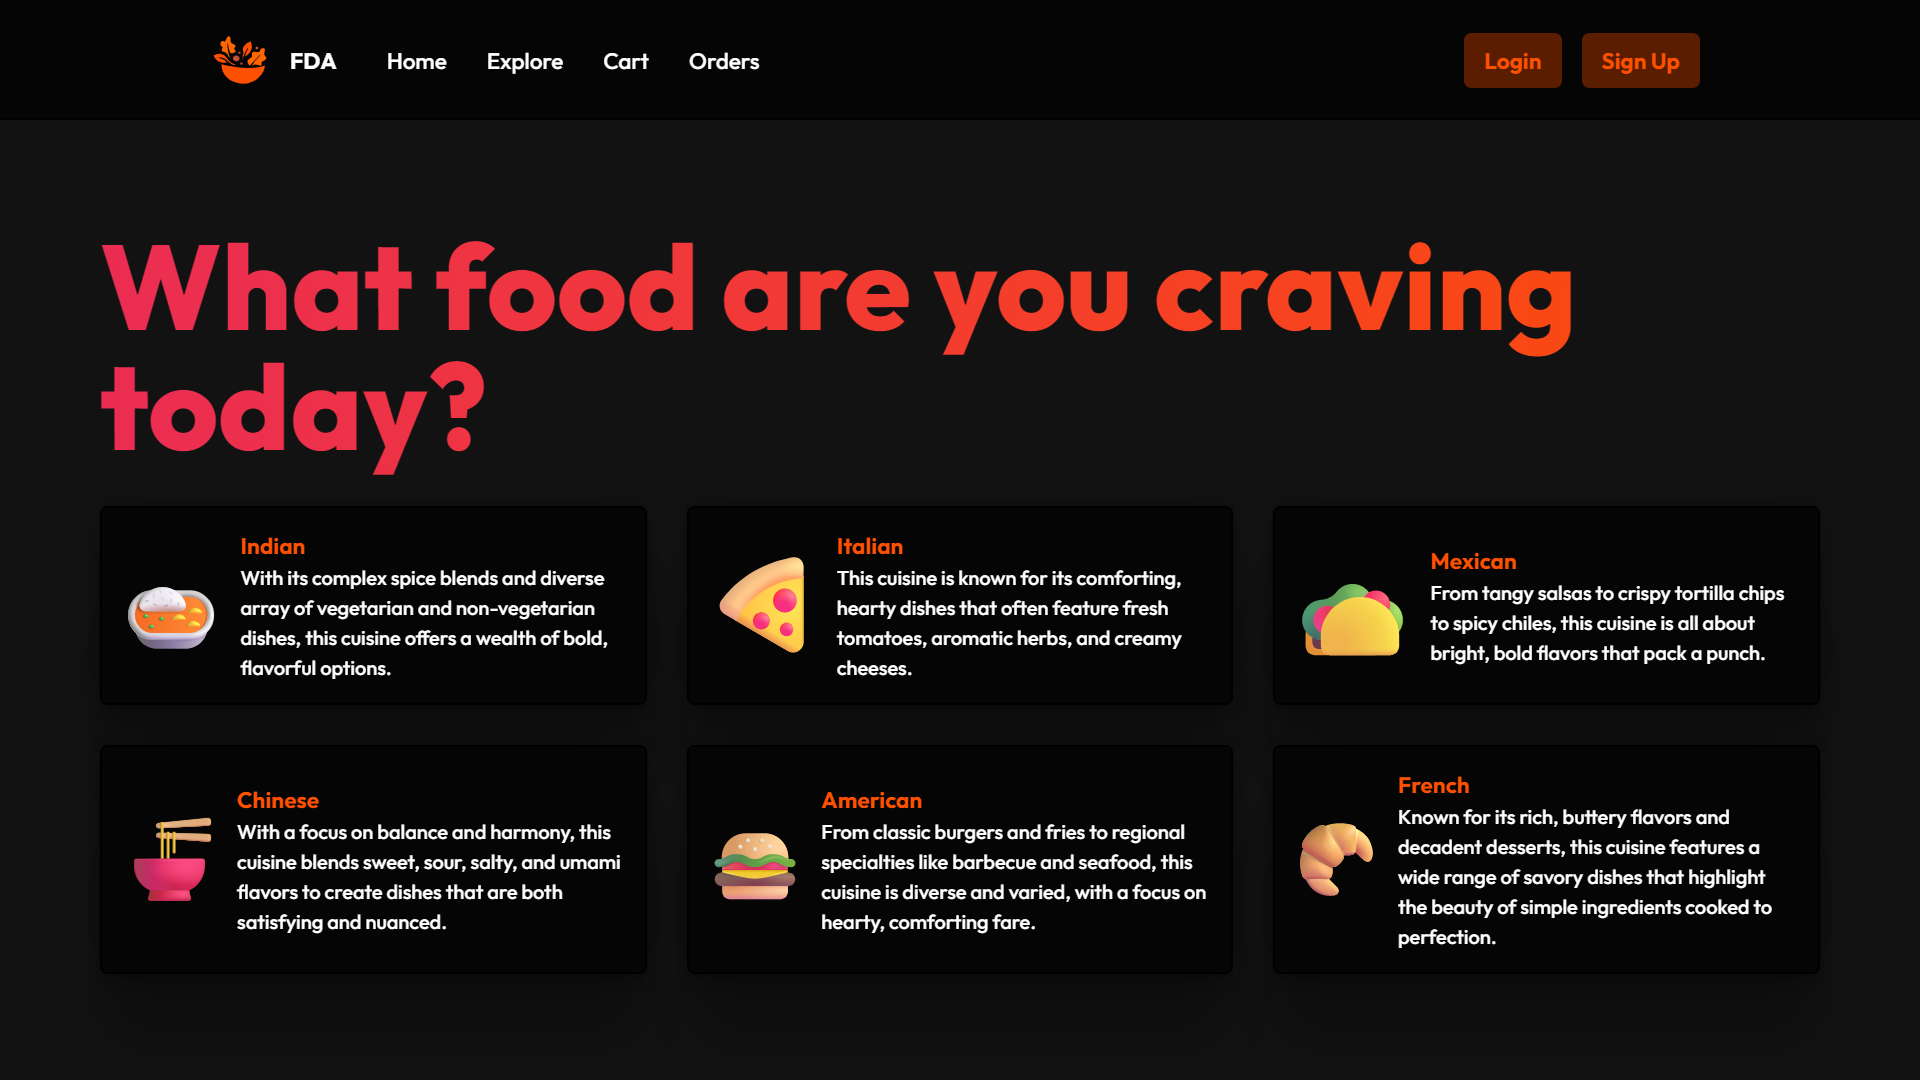 FDA Home Explore Cart Orders Login Sign Up
What food are you craving
today?
Indian
With its complex spice blends and diverse
array of vegetarian and non-vegetarian
dishes, this cuisine offers a wealth of bold,
flavorful options.
Italian
This cuisine is known for its comforting,
hearty dishes that often feature fresh
tomatoes, aromatic herbs, and creamy
cheeses.
Mexican
From tangy salsas to crispy tortilla chips
to spicy chiles, this cuisine is all about
bright, bold flavors that pack a punch.
Chinese
With a focus on balance and harmony, this
cuisine blends sweet, sour, salty, and umami
flavors to create dishes that are both
satisfying and nuanced.
American
From classic burgers and fries to regional
specialties like barbecue and seafood, this
cuisine is diverse and varied, with a focus on
hearty, comforting fare.
French
Known for its rich, buttery flavors and
decadent desserts, this cuisine features a
wide range of savory dishes that highlight
the beauty of simple ingredients cooked to
perfection.